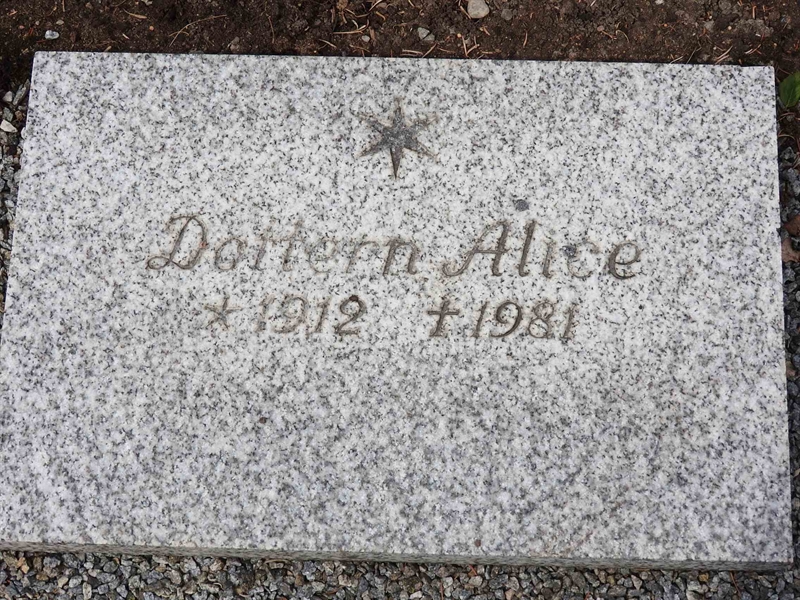 Dottern Alice
* 1912 † 1981